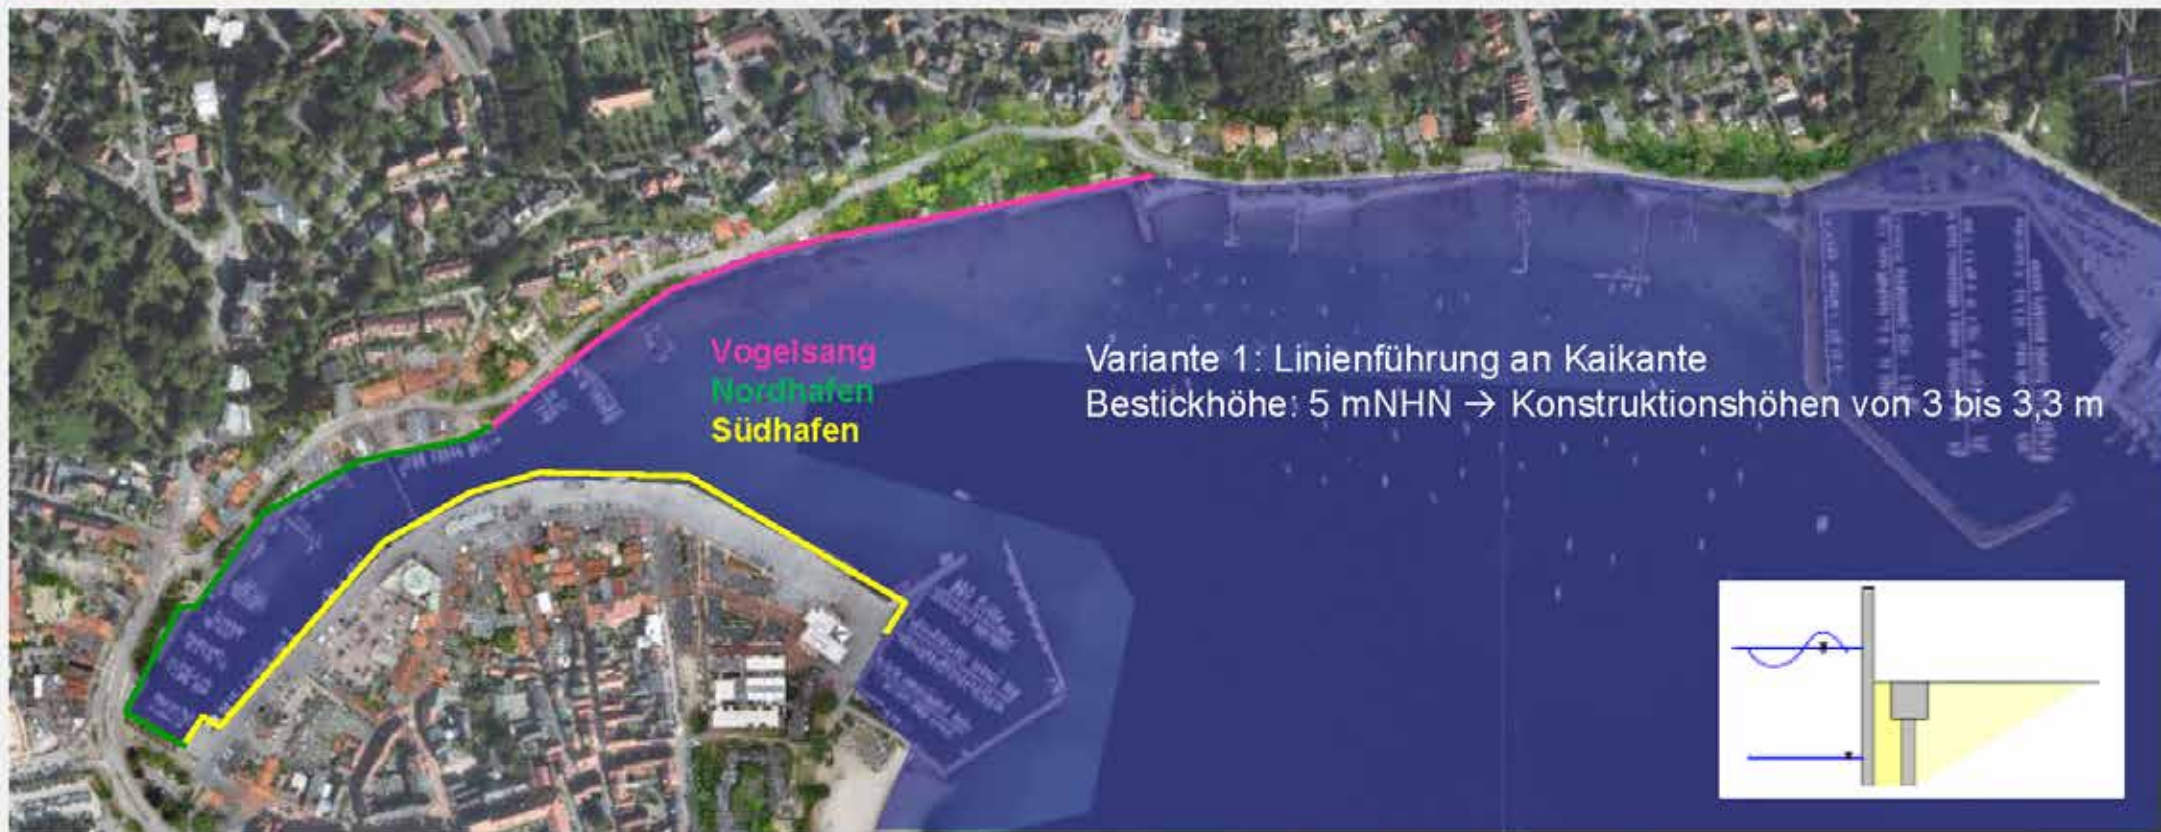 N
Vogelsang
Nordhafen
Südhafen
Variante 1: Linienführung an Kaikante
Bestickhöhe: 5 mNHN → Konstruktionshöhen von 3 bis 3,3 m